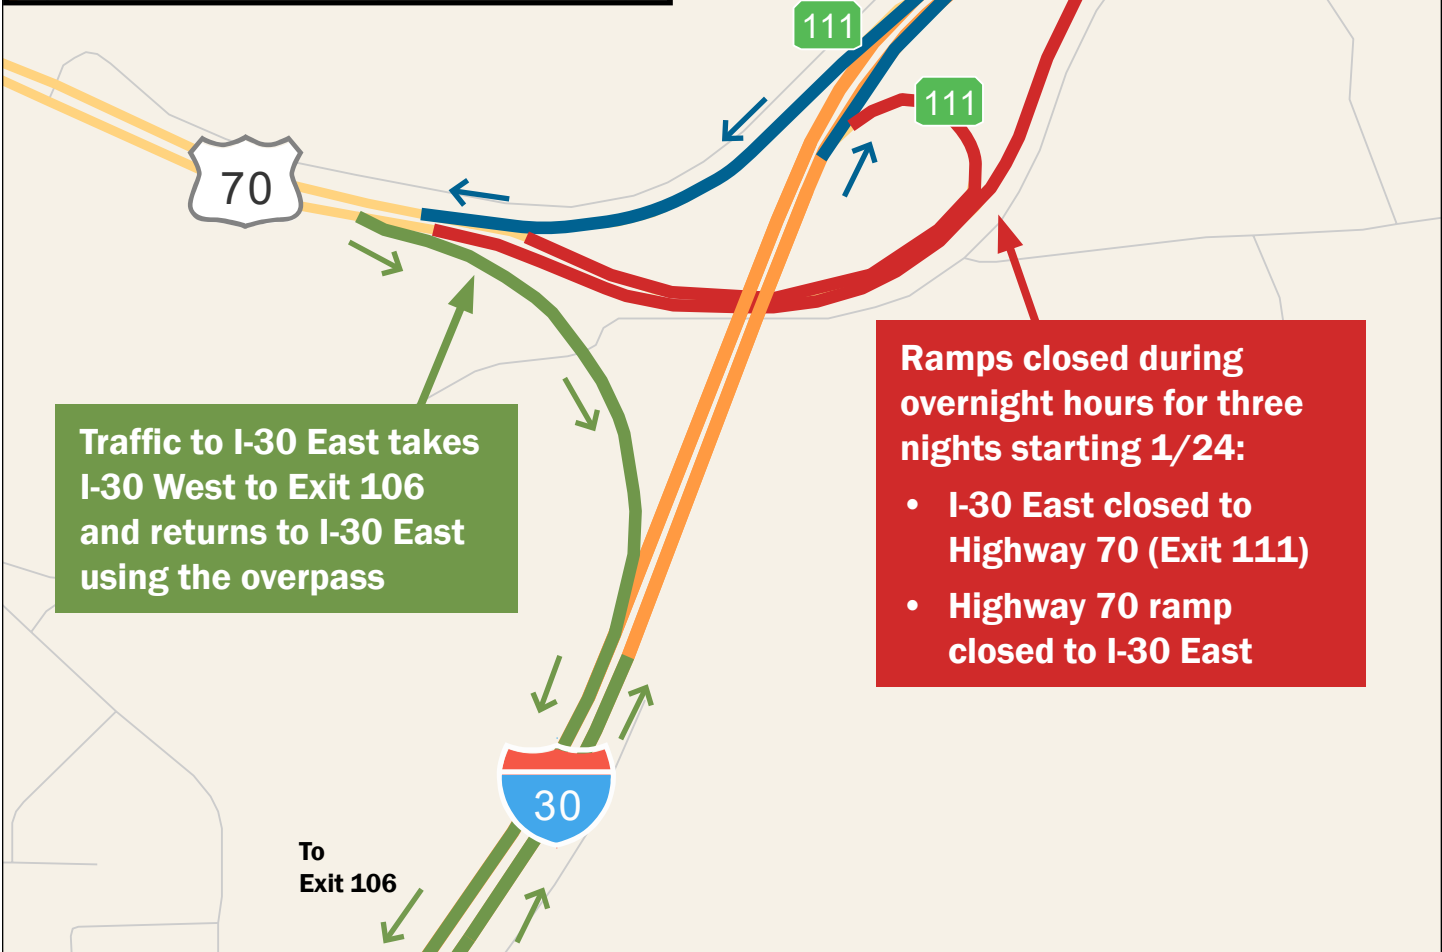 111
111
70
Ramps closed during
overnight hours for three
nights starting 1/24:
• I-30 East closed to
Highway 70 (Exit 111)
• Highway 70 ramp
closed to I-30 East
Traffic to I-30 East takes
I-30 West to Exit 106
and returns to I-30 East
using the overpass
30
To
Exit 106